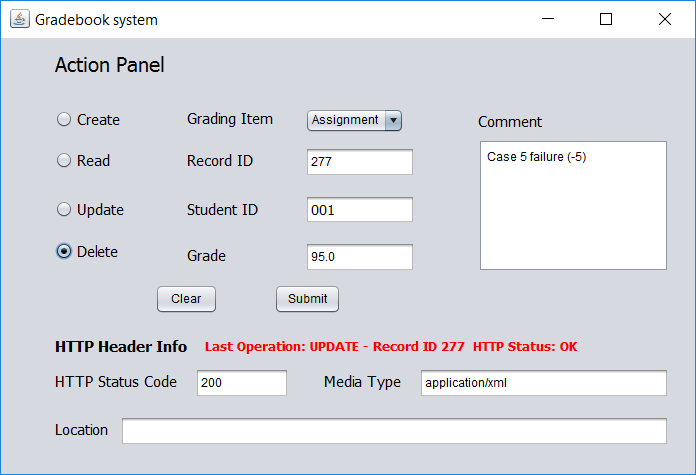 Gradebook system
Action Panel
Create Grading Item Assignment Comment
Read Record ID 277 Case 5 failure (-5)
Update Student ID 001
Delete Grade 95.0
Clear Submit
HTTP Header Info Last Operation: UPDATE - Record ID 277 HTTP Status: OK
HTTP Status Code 200 Media Type application/xml
Location